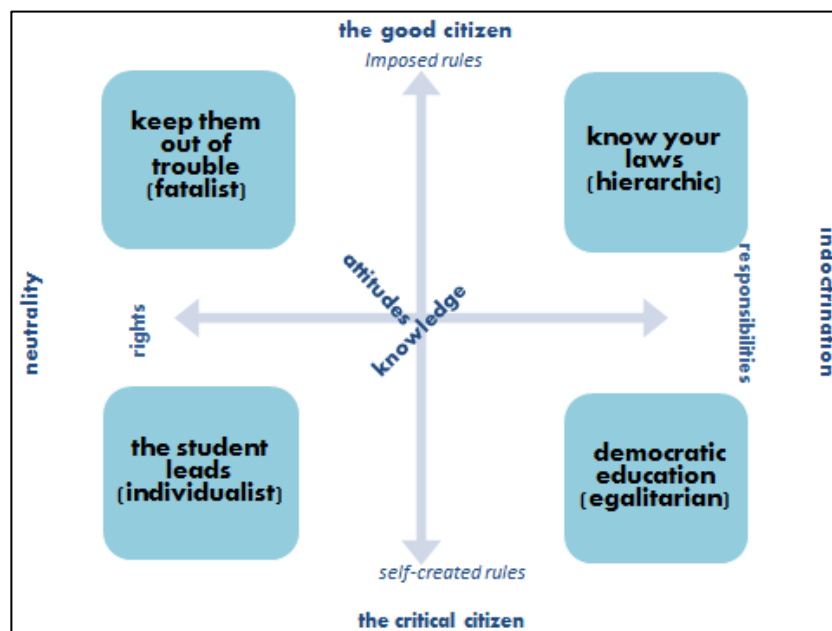 the good citizen
Imposed rules
keep them
out of
trouble
(fatalist)
know your
laws
(hierarchic)
neutrality
rights
attitudes
knowledge
responsibilities
indoctrination
the student
leads
(individualist)
democratic
education
(egalitarian)
self-created rules
the critical citizen